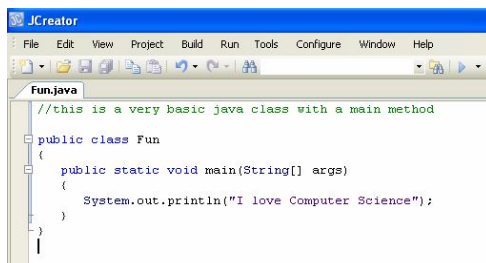 JCreator
File Edit View Project Build Run Tools Configure Window Help
Fun.java
//this is a very basic java class with a main method
public class Fun
{
public static void main(String[] args)
{
System.out.println("I love Computer Science");
}
}